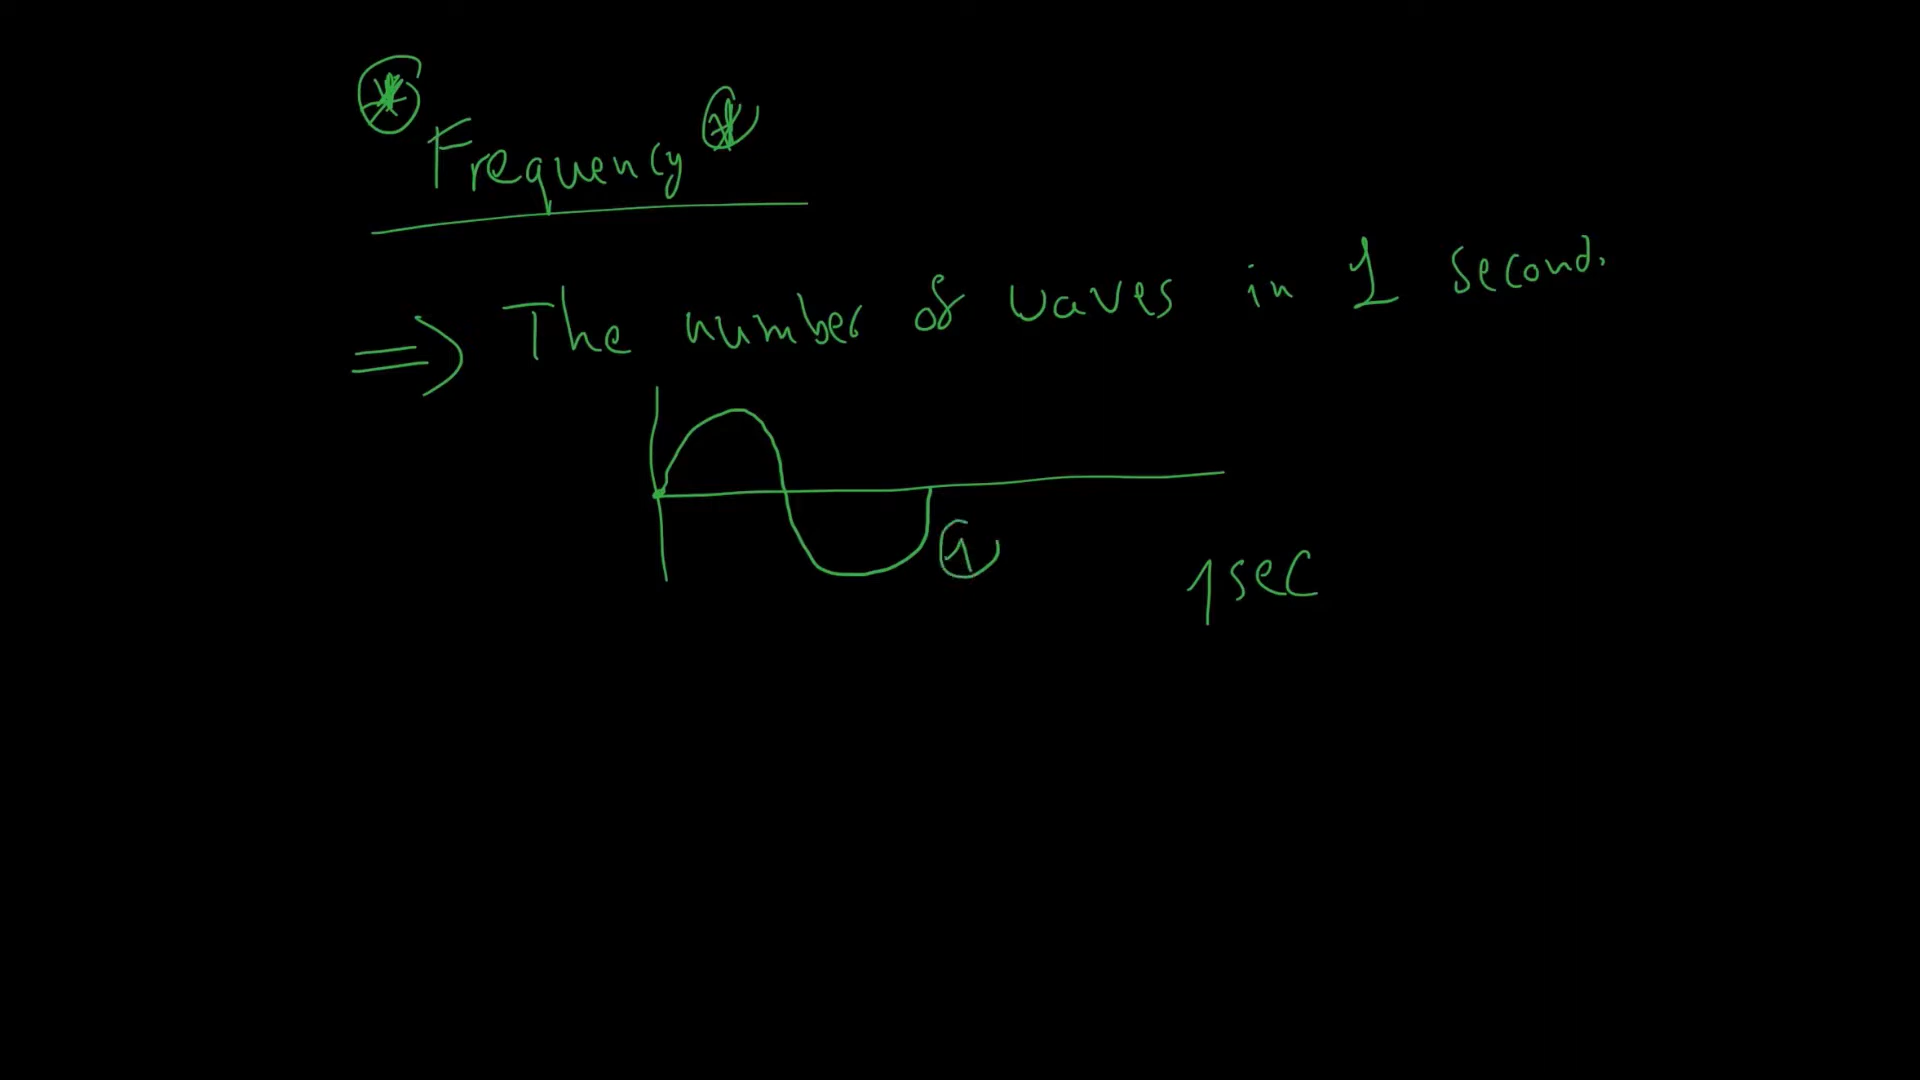 Frequency
⇒ The number of waves in 1 second.
1
1 sec